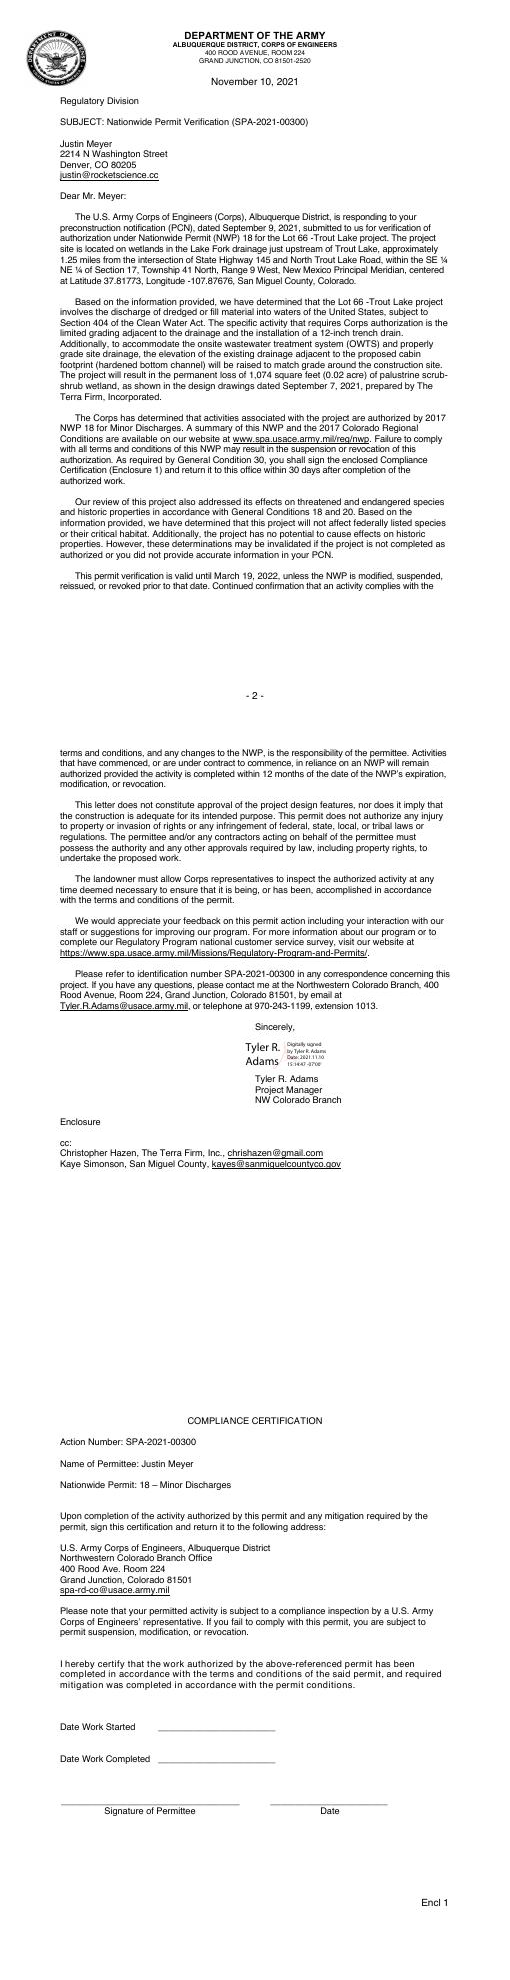 DEPARTMENT OF THE ARMY
ALBUQUERQUE DISTRICT, CORPS OF ENGINEERS
400 ROOD AVENUE, ROOM 224
GRAND JUNCTION, CO 81501-2520
November 10, 2021
Regulatory Division
SUBJECT: Nationwide Permit Verification (SPA-2021-00300)
Justin Meyer
2214 N Washington Street
Denver, CO 80205
justin@rocketscience.cc
Dear Mr. Meyer:
The U.S. Army Corps of Engineers (Corps), Albuquerque District, is responding to your
preconstruction notification (PCN), dated September 9, 2021, submitted to us for verification of
authorization under Nationwide Permit (NWP) 18 for the Lot 66 -Trout Lake project. The project
site is located on wetlands in the Lake Fork drainage just upstream of Trout Lake, approximately
1.25 miles from the intersection of State Highway 145 and North Trout Lake Road, within the SE ¼
NE ¼ of Section 17, Township 41 North, Range 9 West, New Mexico Principal Meridian, centered
at Latitude 37.81773, Longitude -107.87676, San Miguel County, Colorado.
Based on the information provided, we have determined that the Lot 66 -Trout Lake project
involves the discharge of dredged or fill material into waters of the United States, subject to
Section 404 of the Clean Water Act. The specific activity that requires Corps authorization is the
limited grading adjacent to the drainage and the installation of a 12-inch trench drain.
Additionally, to accommodate the onsite wastewater treatment system (OWTS) and properly
grade site drainage, the elevation of the existing drainage adjacent to the proposed cabin
footprint (hardened bottom channel) will be raised to match grade around the construction site.
The project will result in the permanent loss of 1,074 square feet (0.02 acre) of palustrine scrub-
shrub wetland, as shown in the design drawings dated September 7, 2021, prepared by The
Terra Firm, Incorporated.
The Corps has determined that activities associated with the project are authorized by 2017
NWP 18 for Minor Discharges. A summary of this NWP and the 2017 Colorado Regional
Conditions are available on our website at www.spa.usace.army.mil/reg/nwp. Failure to comply
with all terms and conditions of this NWP may result in the suspension or revocation of this
authorization. As required by General Condition 30, you shall sign the enclosed Compliance
Certification (Enclosure 1) and return it to this office within 30 days after completion of the
authorized work.
Our review of this project also addressed its effects on threatened and endangered species
and historic properties in accordance with General Conditions 18 and 20. Based on the
information provided, we have determined that this project will not affect federally listed species
or their critical habitat. Additionally, the project has no potential to cause effects on historic
properties. However, these determinations may be invalidated if the project is not completed as
authorized or you did not provide accurate information in your PCN.
This permit verification is valid until March 19, 2022, unless the NWP is modified, suspended,
reissued, or revoked prior to that date. Continued confirmation that an activity complies with the
- 2 -
terms and conditions, and any changes to the NWP, is the responsibility of the permittee. Activities
that have commenced, or are under contract to commence, in reliance on an NWP will remain
authorized provided the activity is completed within 12 months of the date of the NWP's expiration,
modification, or revocation.
This letter does not constitute approval of the project design features, nor does it imply that
the construction is adequate for its intended purpose. This permit does not authorize any injury
to property or invasion of rights or any infringement of federal, state, local, or tribal laws or
regulations. The permittee and/or any contractors acting on behalf of the permittee must
possess the authority and any other approvals required by law, including property rights, to
undertake the proposed work.
The landowner must allow Corps representatives to inspect the authorized activity at any
time deemed necessary to ensure that it is being, or has been, accomplished in accordance
with the terms and conditions of the permit.
We would appreciate your feedback on this permit action including your interaction with our
staff or suggestions for improving our program. For more information about our program or to
complete our Regulatory Program national customer service survey, visit our website at
https://www.spa.usace.army.mil/Missions/Regulatory-Program-and-Permits/.
Please refer to identification number SPA-2021-00300 in any correspondence concerning this
project. If you have any questions, please contact me at the Northwestern Colorado Branch, 400
Rood Avenue, Room 224, Grand Junction, Colorado 81501, by email at
Tyler.R.Adams@usace.army.mil, or telephone at 970-243-1199, extension 1013.
Sincerely,
Tyler R.
Adams
Digitally signed
by Tyler R. Adams
Date: 2021.11.10
15:14:47 -07'00'
Tyler R. Adams
Project Manager
NW Colorado Branch
Enclosure
cc:
Christopher Hazen, The Terra Firm, Inc., chrishazen@gmail.com
Kaye Simonson, San Miguel County, kayes@sanmiguelcountyco.gov
COMPLIANCE CERTIFICATION
Action Number: SPA-2021-00300
Name of Permittee: Justin Meyer
Nationwide Permit: 18 – Minor Discharges
Upon completion of the activity authorized by this permit and any mitigation required by the
permit, sign this certification and return it to the following address:
U.S. Army Corps of Engineers, Albuquerque District
Northwestern Colorado Branch Office
400 Rood Ave. Room 224
Grand Junction, Colorado 81501
spa-rd-co@usace.army.mil
Please note that your permitted activity is subject to a compliance inspection by a U.S. Army
Corps of Engineers' representative. If you fail to comply with this permit, you are subject to
permit suspension, modification, or revocation.
I hereby certify that the work authorized by the above-referenced permit has been
completed in accordance with the terms and conditions of the said permit, and required
mitigation was completed in accordance with the permit conditions.
Date Work Started
Date Work Completed
Signature of Permittee Date
Encl 1